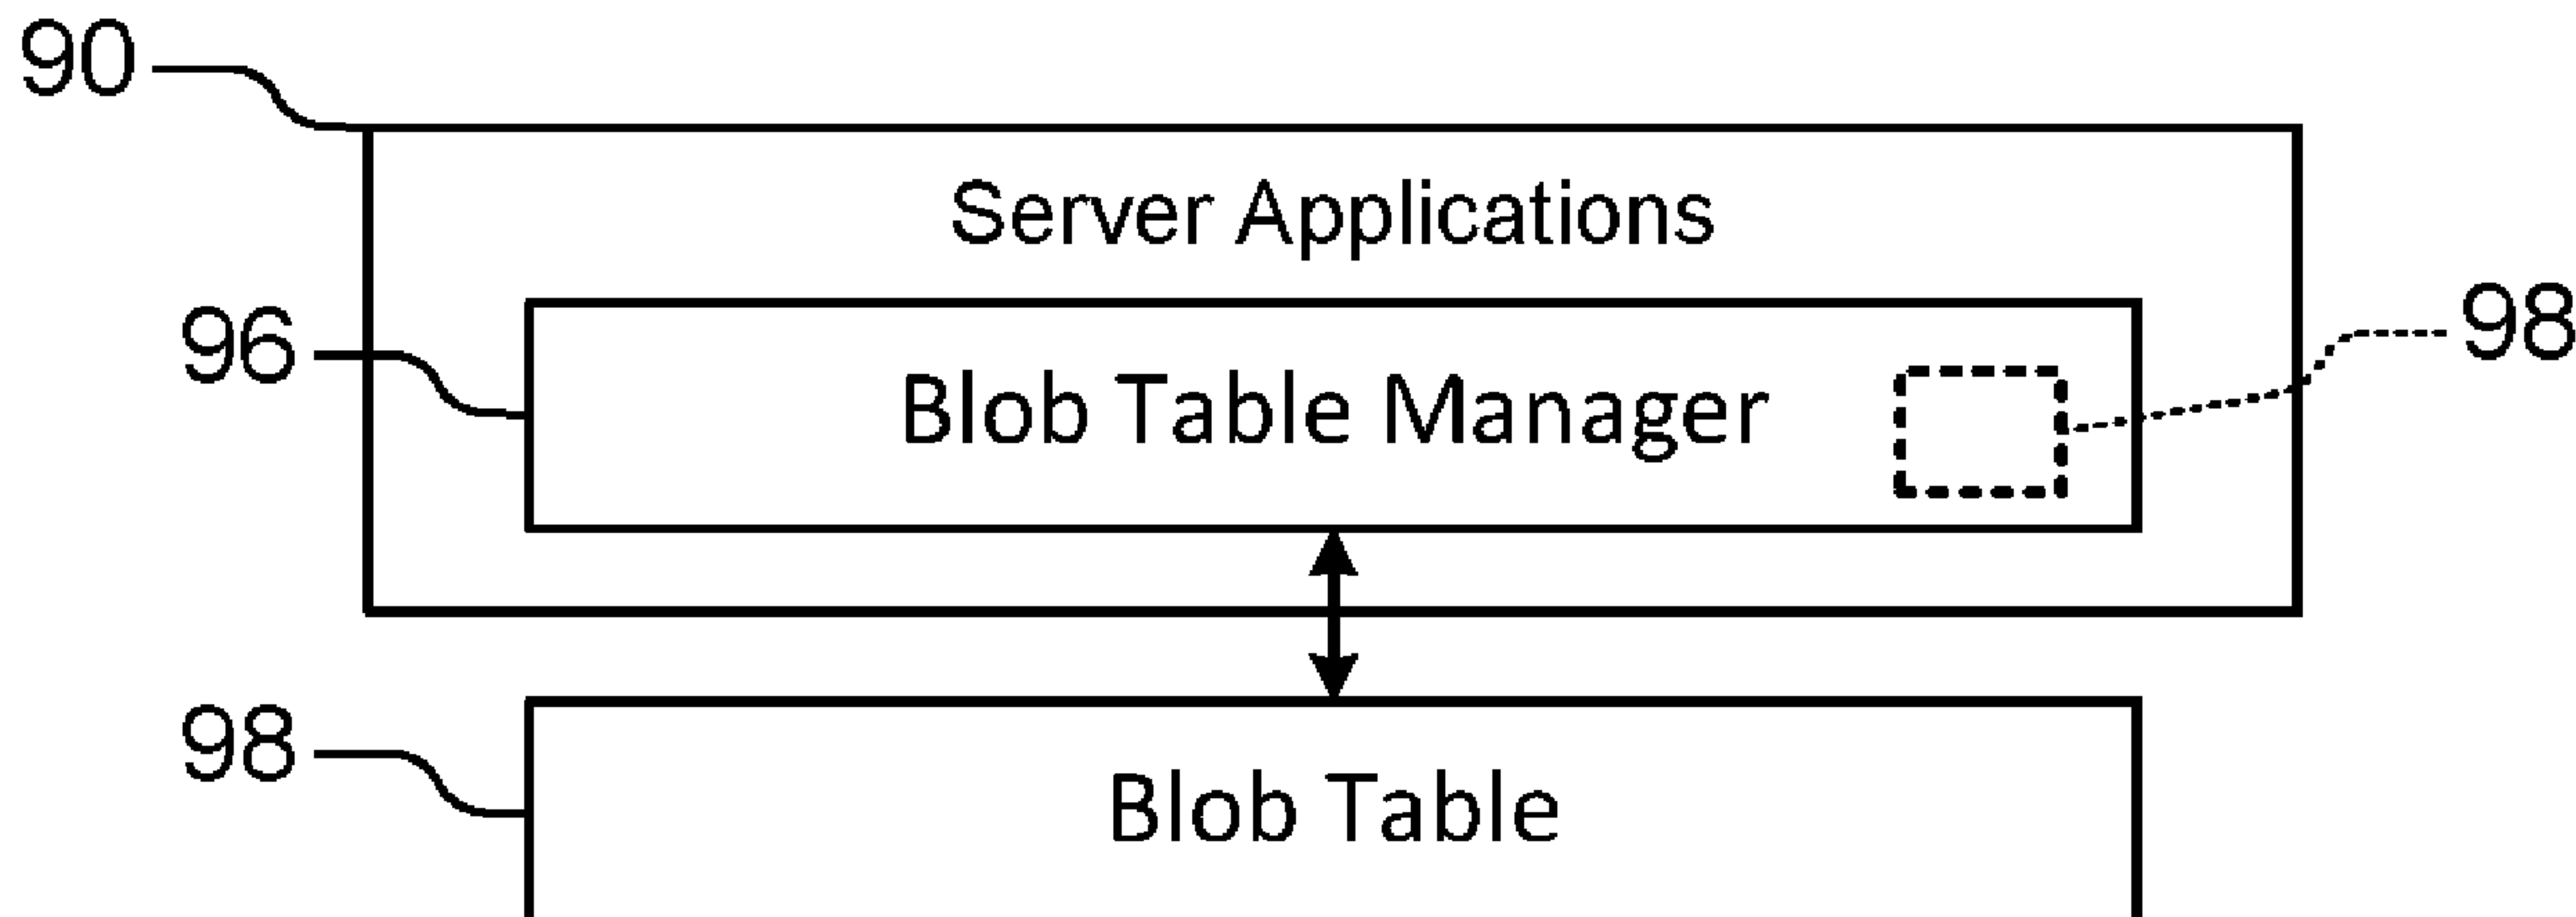 90
Server Applications
96
Blob Table Manager
98
98
Blob Table